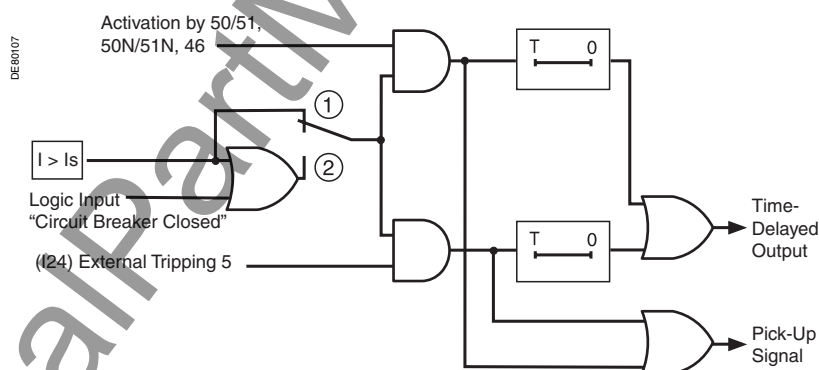 Activation by 50/51,
50N/51N, 46
DE80107
T 0
1
I > Is
2
Logic Input
"Circuit Breaker Closed"
(I24) External Tripping 5
T 0
Time-
Delayed
Output
Pick-Up
Signal